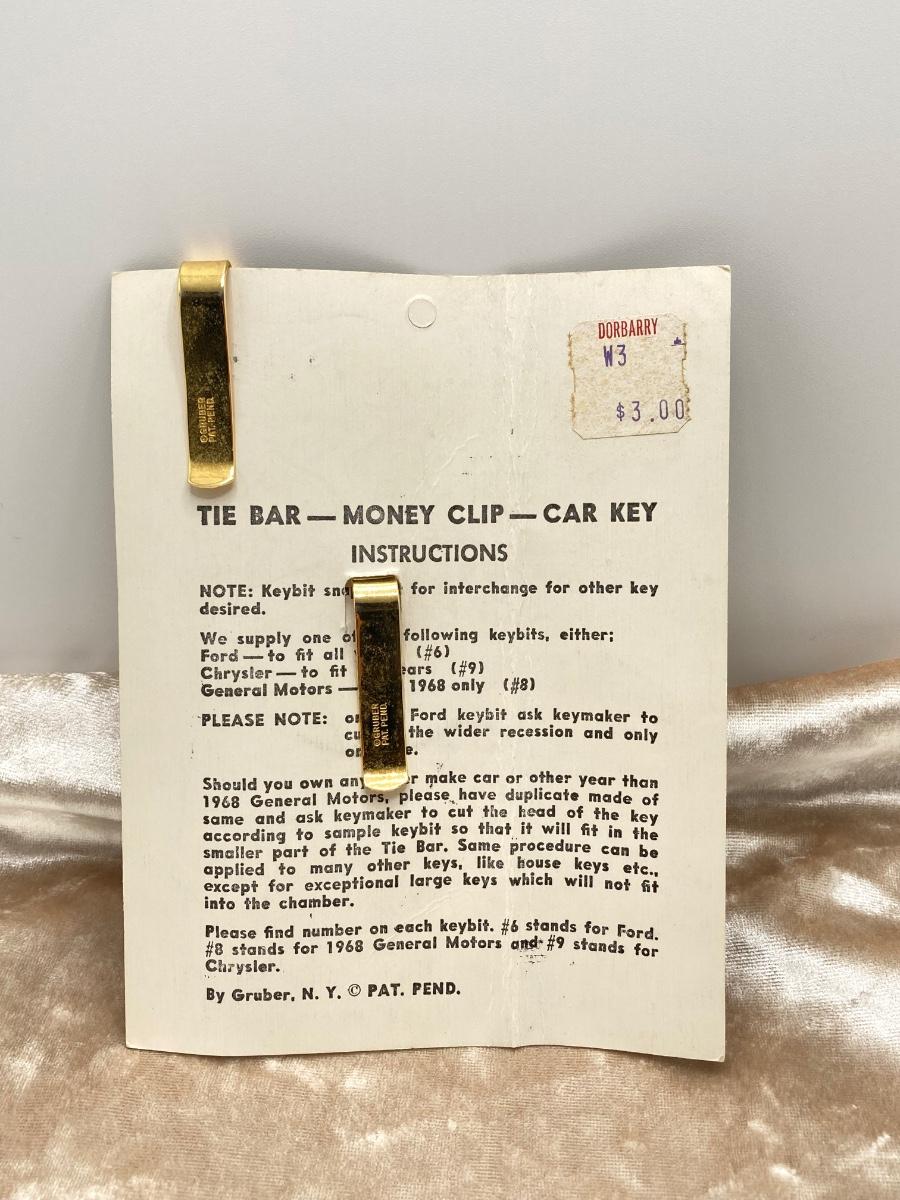 DORBARRY
W3
$3.00
©GRUBER
PAT. PEND.
TIE BAR — MONEY CLIP — CAR KEY
INSTRUCTIONS
NOTE: Keybit for interchange for other key
desired.
We supply one following keybits, either;
Ford — to fit all (#6)
Chrysler — to fit (#9)
General Motors — 1968 only (#8)
PLEASE NOTE: Ford keybit ask keymaker to
the wider recession and only
©GRUBER
PAT. PEND.
Should you own make car or other year than
1968 General Motors, please have duplicate made of
same and ask keymaker to cut the head of the key
according to sample keybit so that it will fit in the
smaller part of the Tie Bar. Same procedure can be
applied to many other keys, like house keys etc.,
except for exceptional large keys which will not fit
into the chamber.
Please find number on each keybit. #6 stands for Ford.
#8 stands for 1968 General Motors and #9 stands for
Chrysler.
By Gruber, N. Y. © PAT. PEND.